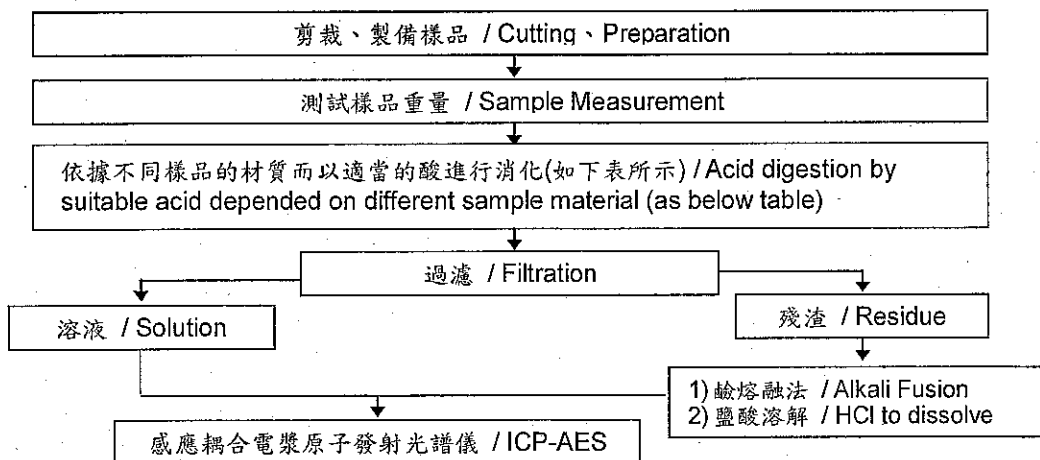 剪裁、製備樣品 / Cutting、Preparation
測試樣品重量 / Sample Measurement
依據不同樣品的材質而以適當的酸進行消化(如下表所示) / Acid digestion by
suitable acid depended on different sample material (as below table)
過濾 / Filtration
溶液 / Solution
殘渣 / Residue
1) 鹼熔融法 / Alkali Fusion
2) 鹽酸溶解 / HCl to dissolve
感應耦合電漿原子發射光譜儀 / ICP-AES